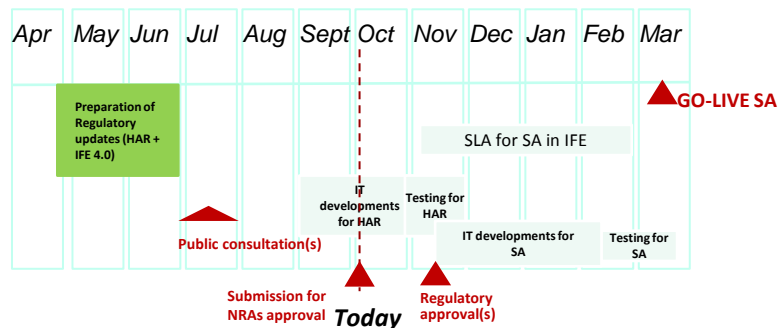 Apr May Jun Jul Aug Sept Oct Nov Dec Jan Feb Mar
GO-LIVE SA
Preparation of
Regulatory
updates (HAR +
IFE 4.0)
SLA for SA in IFE
IT
developments
for HAR
Testing for
HAR
Public consultation(s)
IT developments for
SA
Testing for
SA
Submission for
NRAs approval
Today
Regulatory
approval(s)